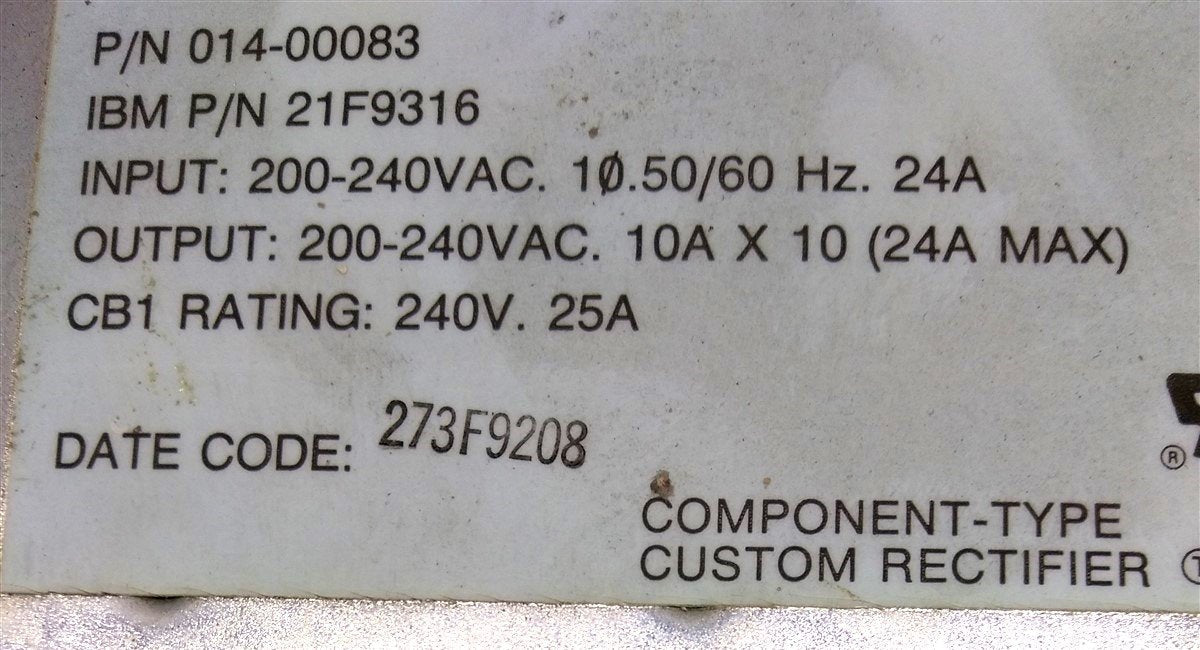 P/N 014-00083
IBM P/N 21F9316
INPUT: 200-240VAC. 1Ø.50/60 Hz. 24A
OUTPUT: 200-240VAC. 10A X 10 (24A MAX)
CB1 RATING: 240V. 25A
DATE CODE: 273F9208
®
COMPONENT-TYPE
CUSTOM RECTIFIER